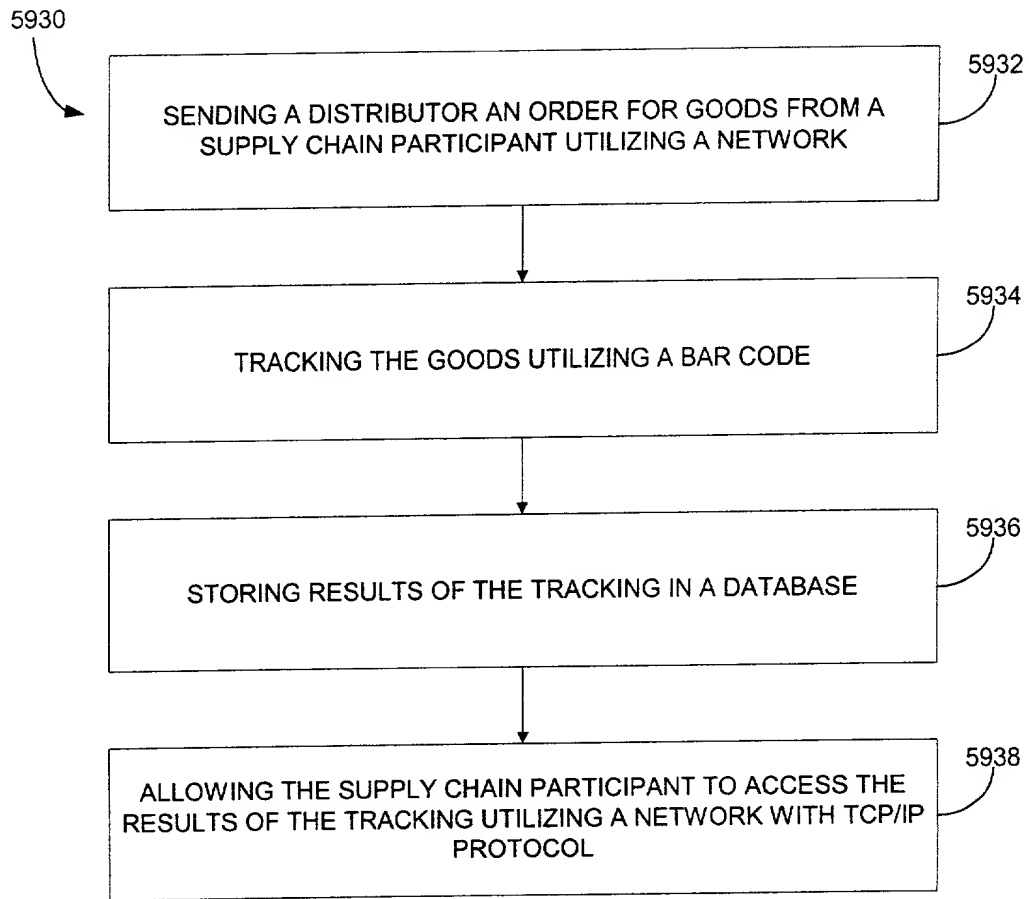 5930
5932
SENDING A DISTRIBUTOR AN ORDER FOR GOODS FROM A
SUPPLY CHAIN PARTICIPANT UTILIZING A NETWORK
5934
TRACKING THE GOODS UTILIZING A BAR CODE
5936
STORING RESULTS OF THE TRACKING IN A DATABASE
5938
ALLOWING THE SUPPLY CHAIN PARTICIPANT TO ACCESS THE
RESULTS OF THE TRACKING UTILIZING A NETWORK WITH TCP/IP
PROTOCOL